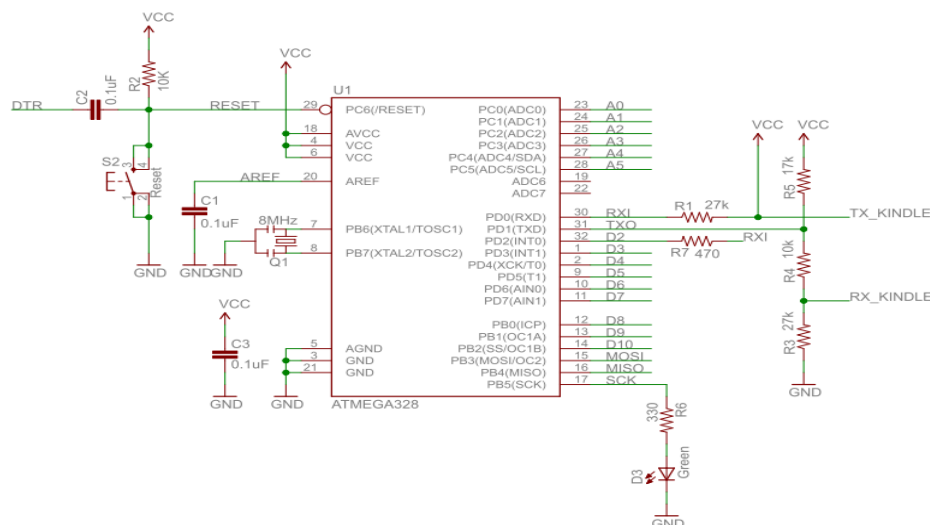 VCC
R2
10K
DTR
C2
0.1uF
RESET
S2
3
4
1
2
Reset
GND
VCC
U1
29
PC6(/RESET)
18
AVCC
4
VCC
6
VCC
AREF
20
AREF
C1
0.1uF
GND
8MHz
Q1
GND
7
PB6(XTAL1/TOSC1)
8
PB7(XTAL2/TOSC2)
VCC
C3
0.1uF
GND
5
AGND
3
GND
21
GND
GND
ATMEGA328
PC0(ADC0) 23 A0
PC1(ADC1) 24 A1
PC2(ADC2) 25 A2
PC3(ADC3) 26 A3
PC4(ADC4/SDA) 27 A4
PC5(ADC5/SCL) 28 A5
ADC6 19
ADC7 22
PD0(RXD) 30 RXI
PD1(TXD) 31 TXO
PD2(INT0) 32 D2
PD3(INT1) 1 D3
PD4(XCK/T0) 2 D4
PD5(T1) 9 D5
PD6(AIN0) 10 D6
PD7(AIN1) 11 D7
PB0(ICP) 12 D8
PB1(OC1A) 13 D9
PB2(SS/OC1B) 14 D10
PB3(MOSI/OC2) 15 MOSI
PB4(MISO) 16 MISO
PB5(SCK) 17 SCK
R1
27k
R7
470
RXI
VCC
VCC
R5
17k
TX_KINDLE
R4
10k
RX_KINDLE
R3
27k
GND
330
R6
D3
Green
GND